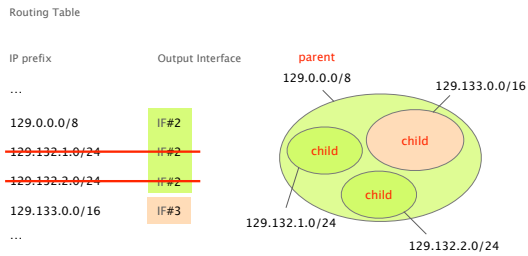 Routing Table
IP prefix Output Interface
...
129.0.0.0/8 IF#2
129.132.1.0/24 IF#2
129.132.2.0/24 IF#2
129.133.0.0/16 IF#3
...
parent
129.0.0.0/8
129.133.0.0/16
child
child
child
129.132.1.0/24
129.132.2.0/24